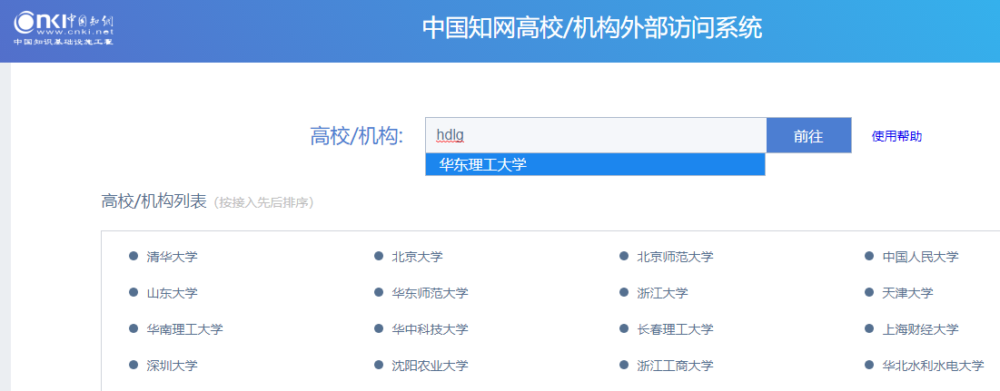 cnki中国知网
www.cnki.net
中国知识基础设施工程
中国知网高校/机构外部访问系统
高校/机构: hdlg 前往 使用帮助
华东理工大学
高校/机构列表 (按接入先后排序)
清华大学 北京大学 北京师范大学 中国人民大学
山东大学 华东师范大学 浙江大学 天津大学
华南理工大学 华中科技大学 长春理工大学 上海财经大学
深圳大学 沈阳农业大学 浙江工商大学 华北水利水电大学